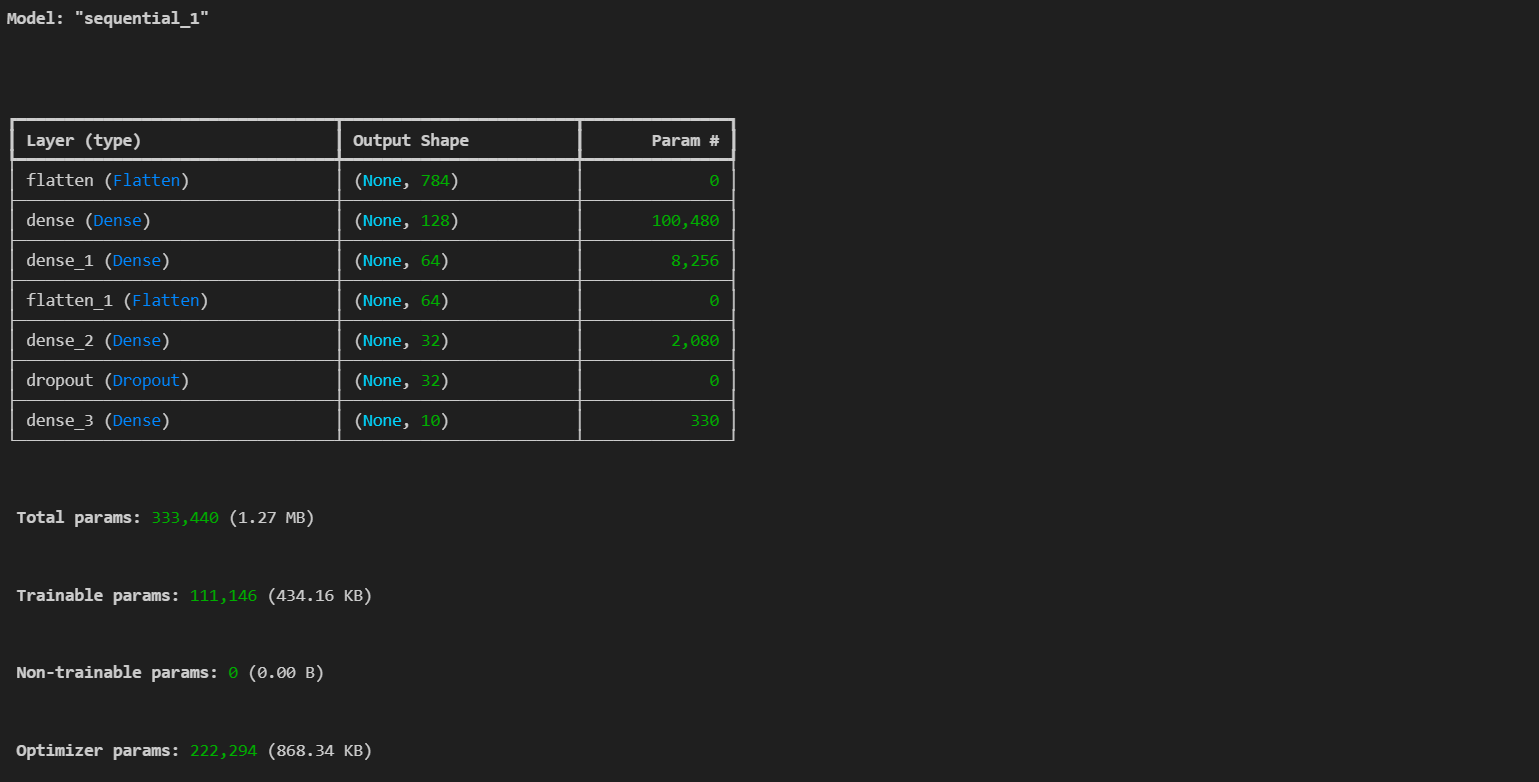 Model: "sequential_1"
Layer (type) Output Shape Param #
flatten (Flatten) (None, 784) 0
dense (Dense) (None, 128) 100,480
dense_1 (Dense) (None, 64) 8,256
flatten_1 (Flatten) (None, 64) 0
dense_2 (Dense) (None, 32) 2,080
dropout (Dropout) (None, 32) 0
dense_3 (Dense) (None, 10) 330
Total params: 333,440 (1.27 MB)
Trainable params: 111,146 (434.16 KB)
Non-trainable params: 0 (0.00 B)
Optimizer params: 222,294 (868.34 KB)